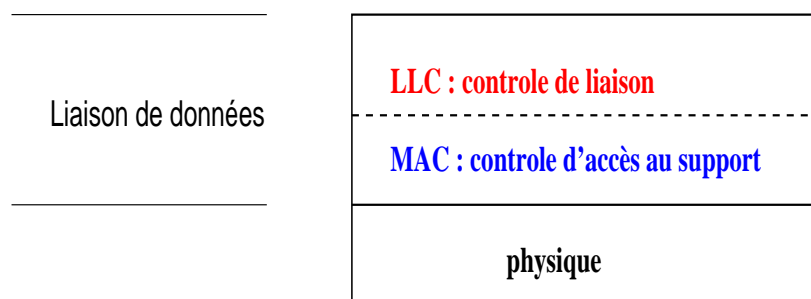 LLC : controle de liaison
Liaison de données
MAC : controle d'accès au support
physique